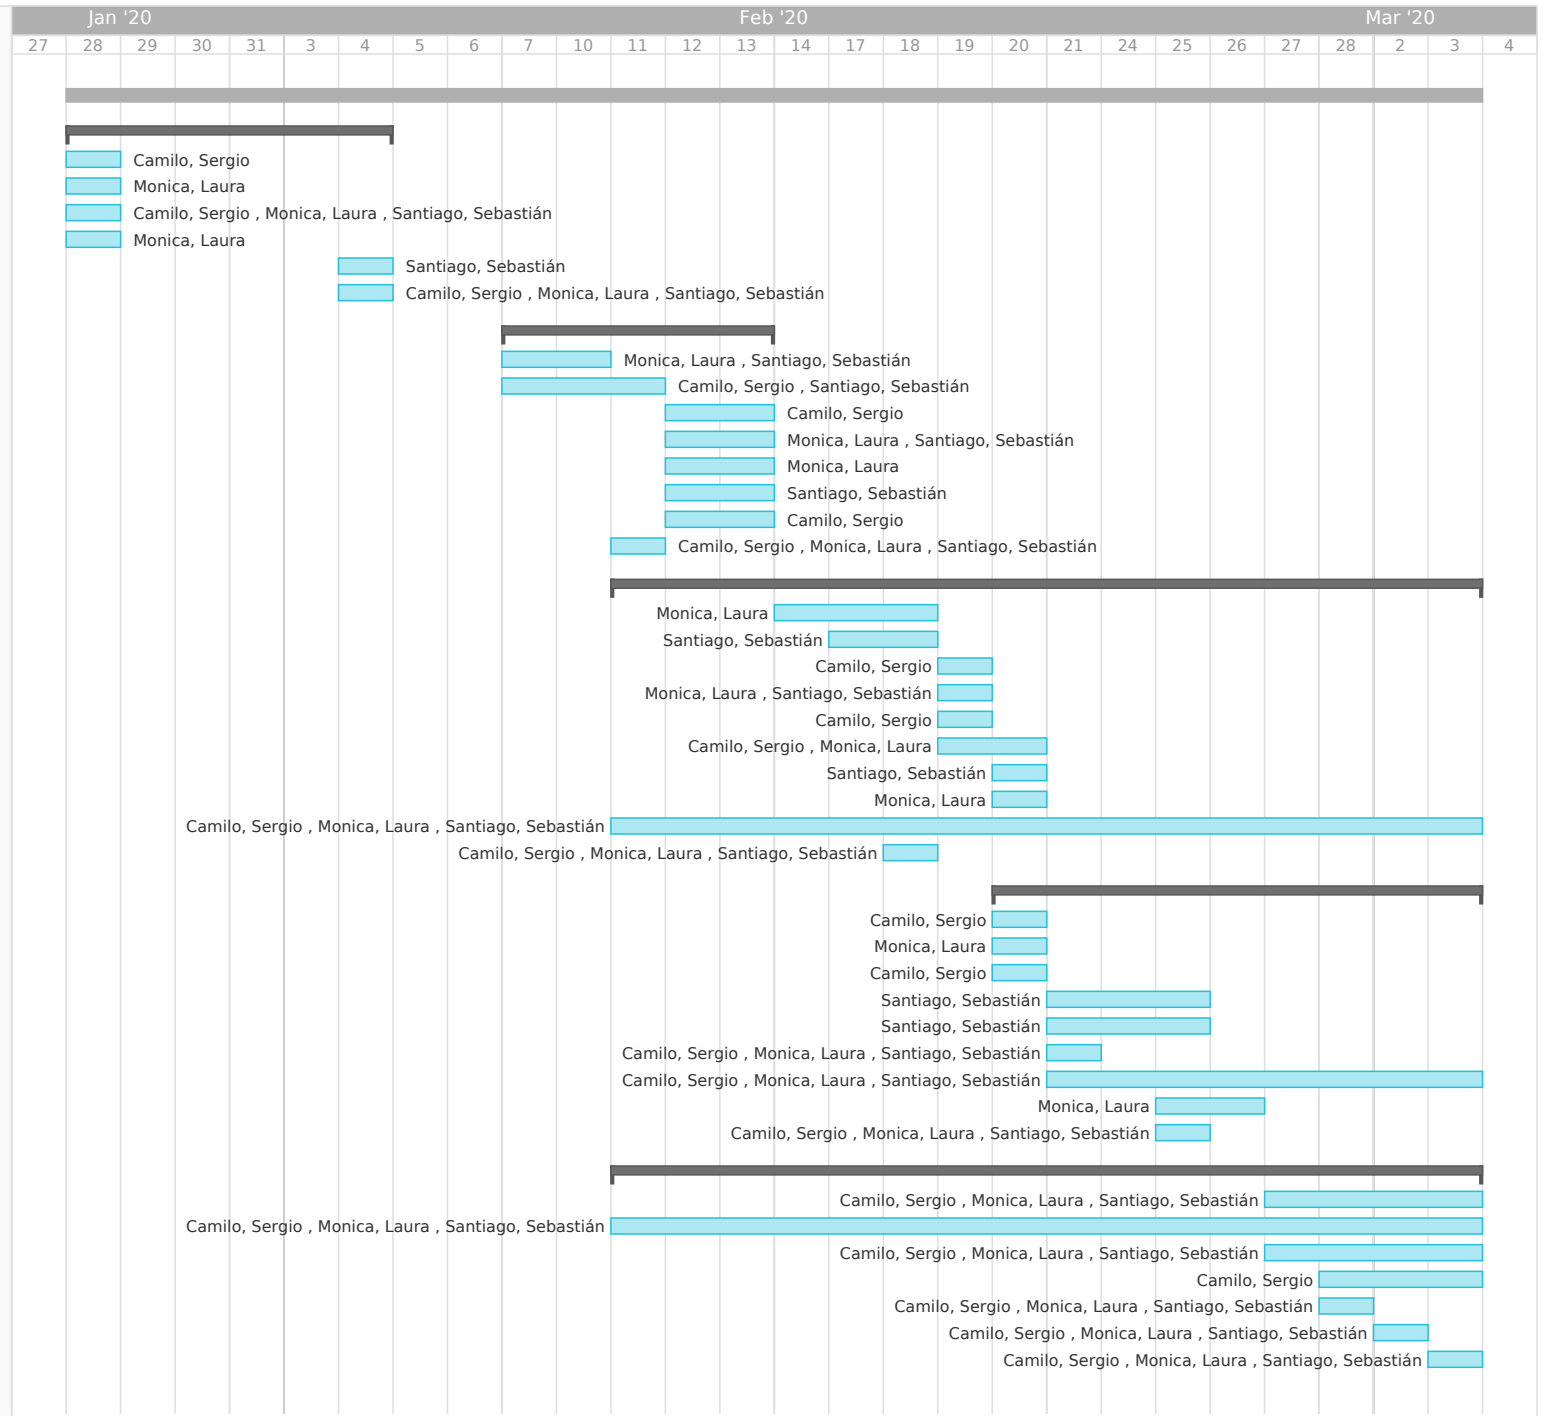 Jan '20 Feb '20 Mar '20
27 28 29 30 31 3 4 5 6 7 10 11 12 13 14 17 18 19 20 21 24 25 26 27 28 2 3 4
Camilo, Sergio
Monica, Laura
Camilo, Sergio , Monica, Laura , Santiago, Sebastián
Monica, Laura
Santiago, Sebastián
Camilo, Sergio , Monica, Laura , Santiago, Sebastián
Monica, Laura , Santiago, Sebastián
Camilo, Sergio , Santiago, Sebastián
Camilo, Sergio
Monica, Laura , Santiago, Sebastián
Monica, Laura
Santiago, Sebastián
Camilo, Sergio
Camilo, Sergio , Monica, Laura , Santiago, Sebastián
Monica, Laura
Santiago, Sebastián
Camilo, Sergio
Monica, Laura , Santiago, Sebastián
Camilo, Sergio
Camilo, Sergio , Monica, Laura
Santiago, Sebastián
Monica, Laura
Camilo, Sergio , Monica, Laura , Santiago, Sebastián
Camilo, Sergio , Monica, Laura , Santiago, Sebastián
Camilo, Sergio
Monica, Laura
Camilo, Sergio
Santiago, Sebastián
Santiago, Sebastián
Camilo, Sergio , Monica, Laura , Santiago, Sebastián
Camilo, Sergio , Monica, Laura , Santiago, Sebastián
Monica, Laura
Camilo, Sergio , Monica, Laura , Santiago, Sebastián
Camilo, Sergio , Monica, Laura , Santiago, Sebastián
Camilo, Sergio , Monica, Laura , Santiago, Sebastián
Camilo, Sergio , Monica, Laura , Santiago, Sebastián
Camilo, Sergio
Camilo, Sergio , Monica, Laura , Santiago, Sebastián
Camilo, Sergio , Monica, Laura , Santiago, Sebastián
Camilo, Sergio , Monica, Laura , Santiago, Sebastián